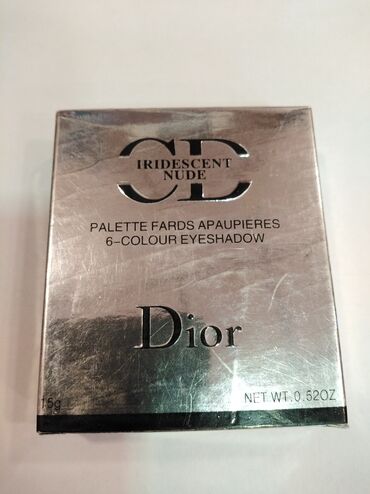 CD
IRIDESCENT
NUDE
PALETTE FARDS APAUPIERES
6-COLOUR EYESHADOW
Dior
15g NET WT.0.52OZ